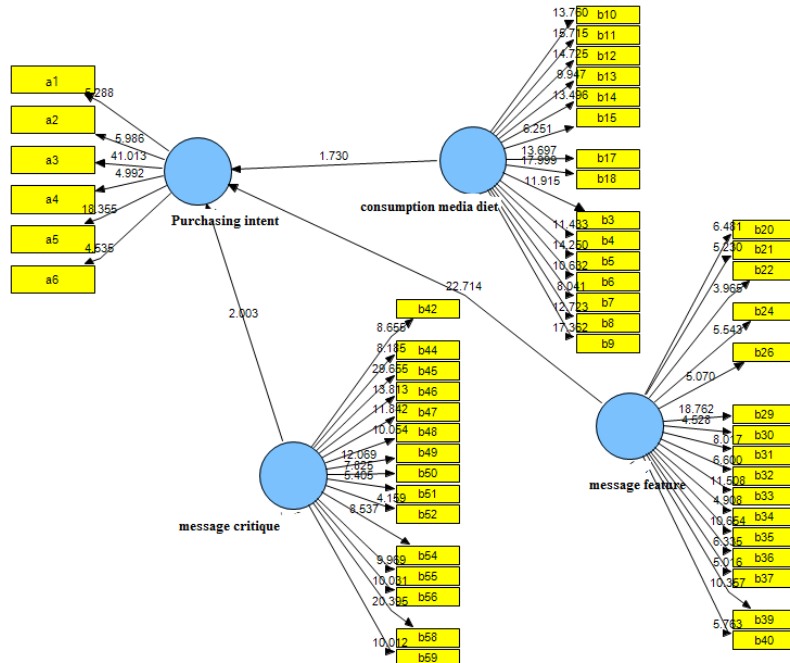 a1
a2
a3
a4
a5
a6
5.288
5.986
41.013
4.992
18.355
4.535
Purchasing intent
1.730
22.714
2.003
consumption media diet
13.760
15.715
14.725
9.947
13.496
6.251
13.697
17.999
11.915
11.433
14.250
10.632
8.041
12.723
17.362
b10
b11
b12
b13
b14
b15
b17
b18
b3
b4
b5
b6
b7
b8
b9
message critique
8.655
8.185
29.655
13.813
11.842
10.054
12.069
7.625
5.405
4.159
8.537
9.969
10.031
20.395
10.012
b42
b44
b45
b46
b47
b48
b49
b50
b51
b52
b54
b55
b56
b58
b59
message feature
6.481
5.230
3.965
5.543
5.070
18.762
4.528
8.017
6.600
11.508
4.908
10.654
6.335
5.016
10.357
5.763
b20
b21
b22
b24
b26
b29
b30
b31
b32
b33
b34
b35
b36
b37
b39
b40